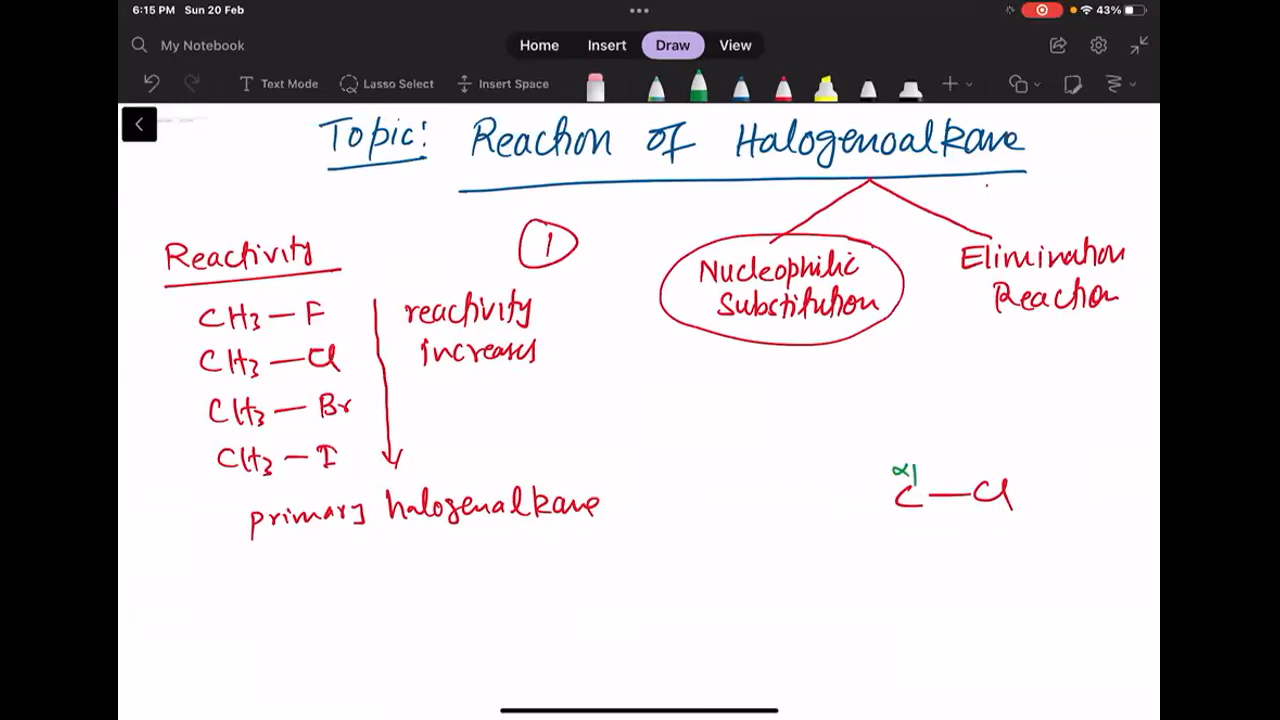 6:15 PM Sun 20 Feb
43%
My Notebook
Home Insert Draw View
Text Mode Lasso Select Insert Space
Topic: Reaction of Halogenoalkane
Reactivity
1
Nucleophilic
Substitution
Elimination
Reaction
CH3 — F
CH3 — Cl
CH3 — Br
CH3 — I
reactivity
increases
primary halogenalkane
α
C — Cl